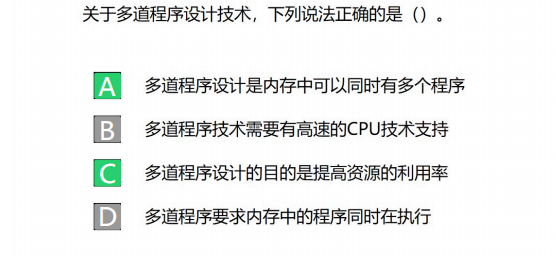 关于多道程序设计技术，下列说法正确的是（）。
A 多道程序设计是内存中可以同时有多个程序
B 多道程序技术需要有高速的CPU技术支持
C 多道程序设计的目的是提高资源的利用率
D 多道程序要求内存中的程序同时在执行